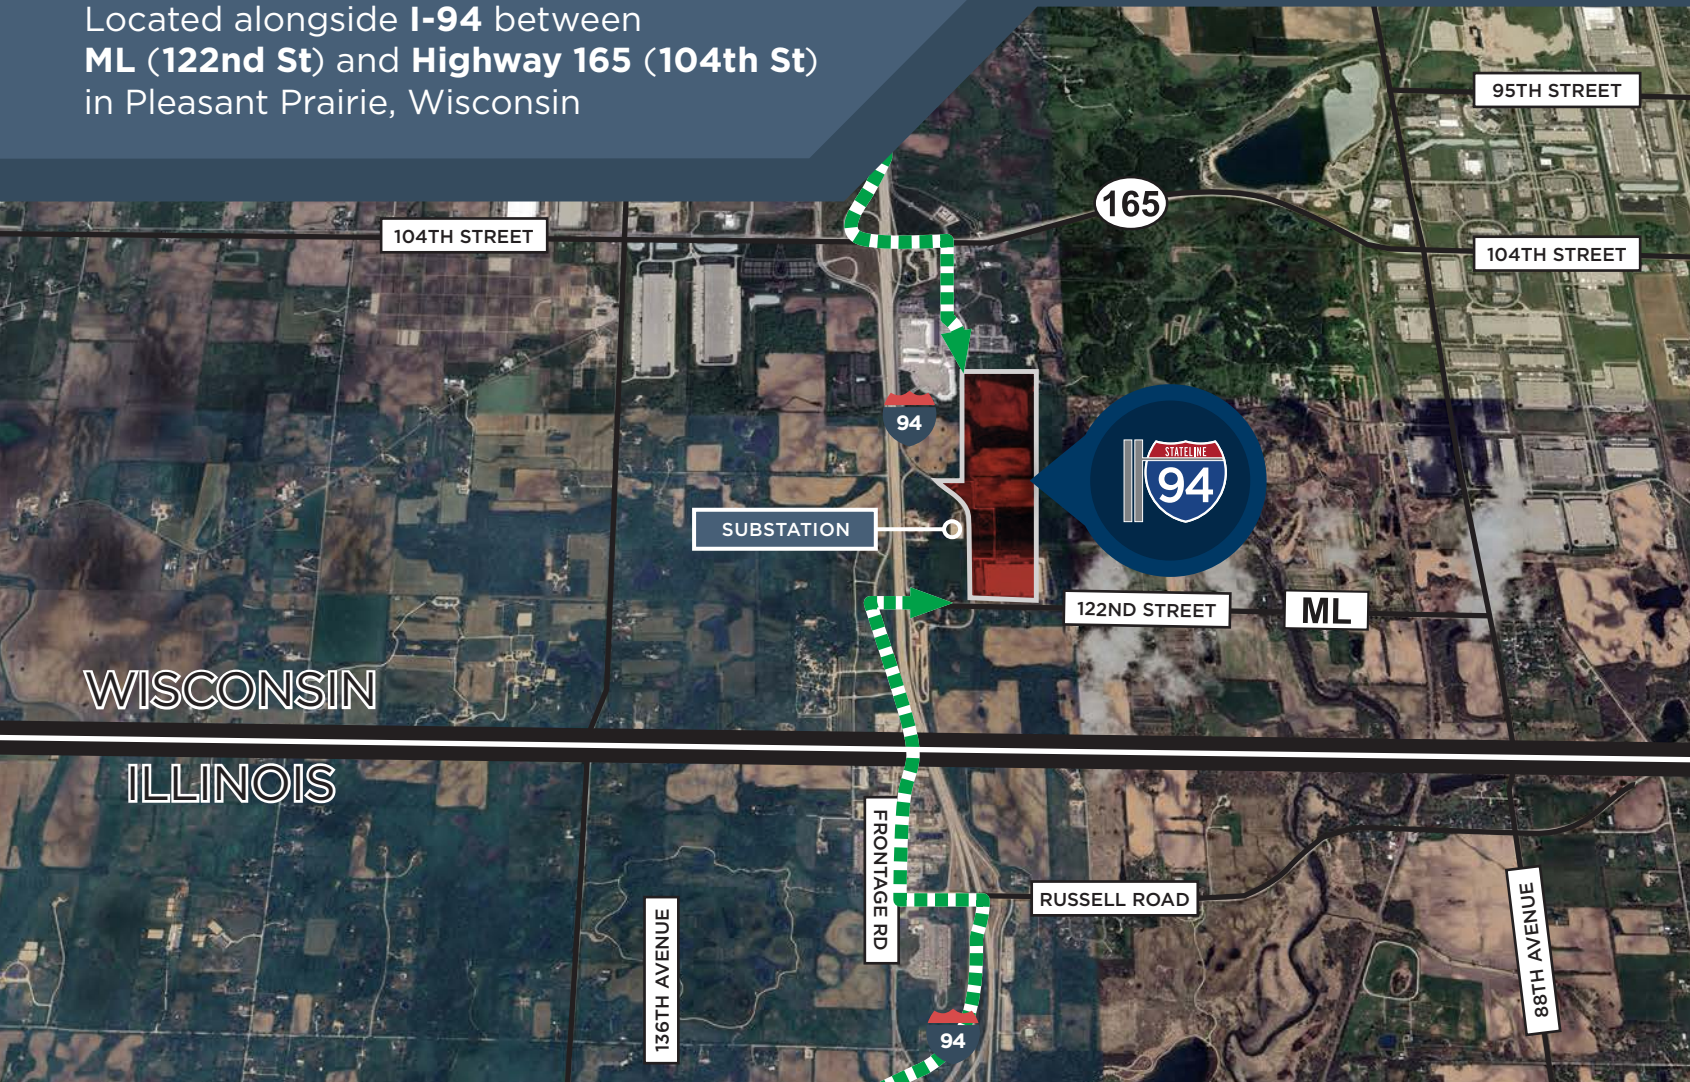 Located alongside I-94 between
ML (122nd St) and Highway 165 (104th St)
in Pleasant Prairie, Wisconsin
95TH STREET
165
104TH STREET
104TH STREET
94
STATELINE
94
SUBSTATION
122ND STREET
ML
WISCONSIN
ILLINOIS
FRONTAGE RD
RUSSELL ROAD
136TH AVENUE
88TH AVENUE
94